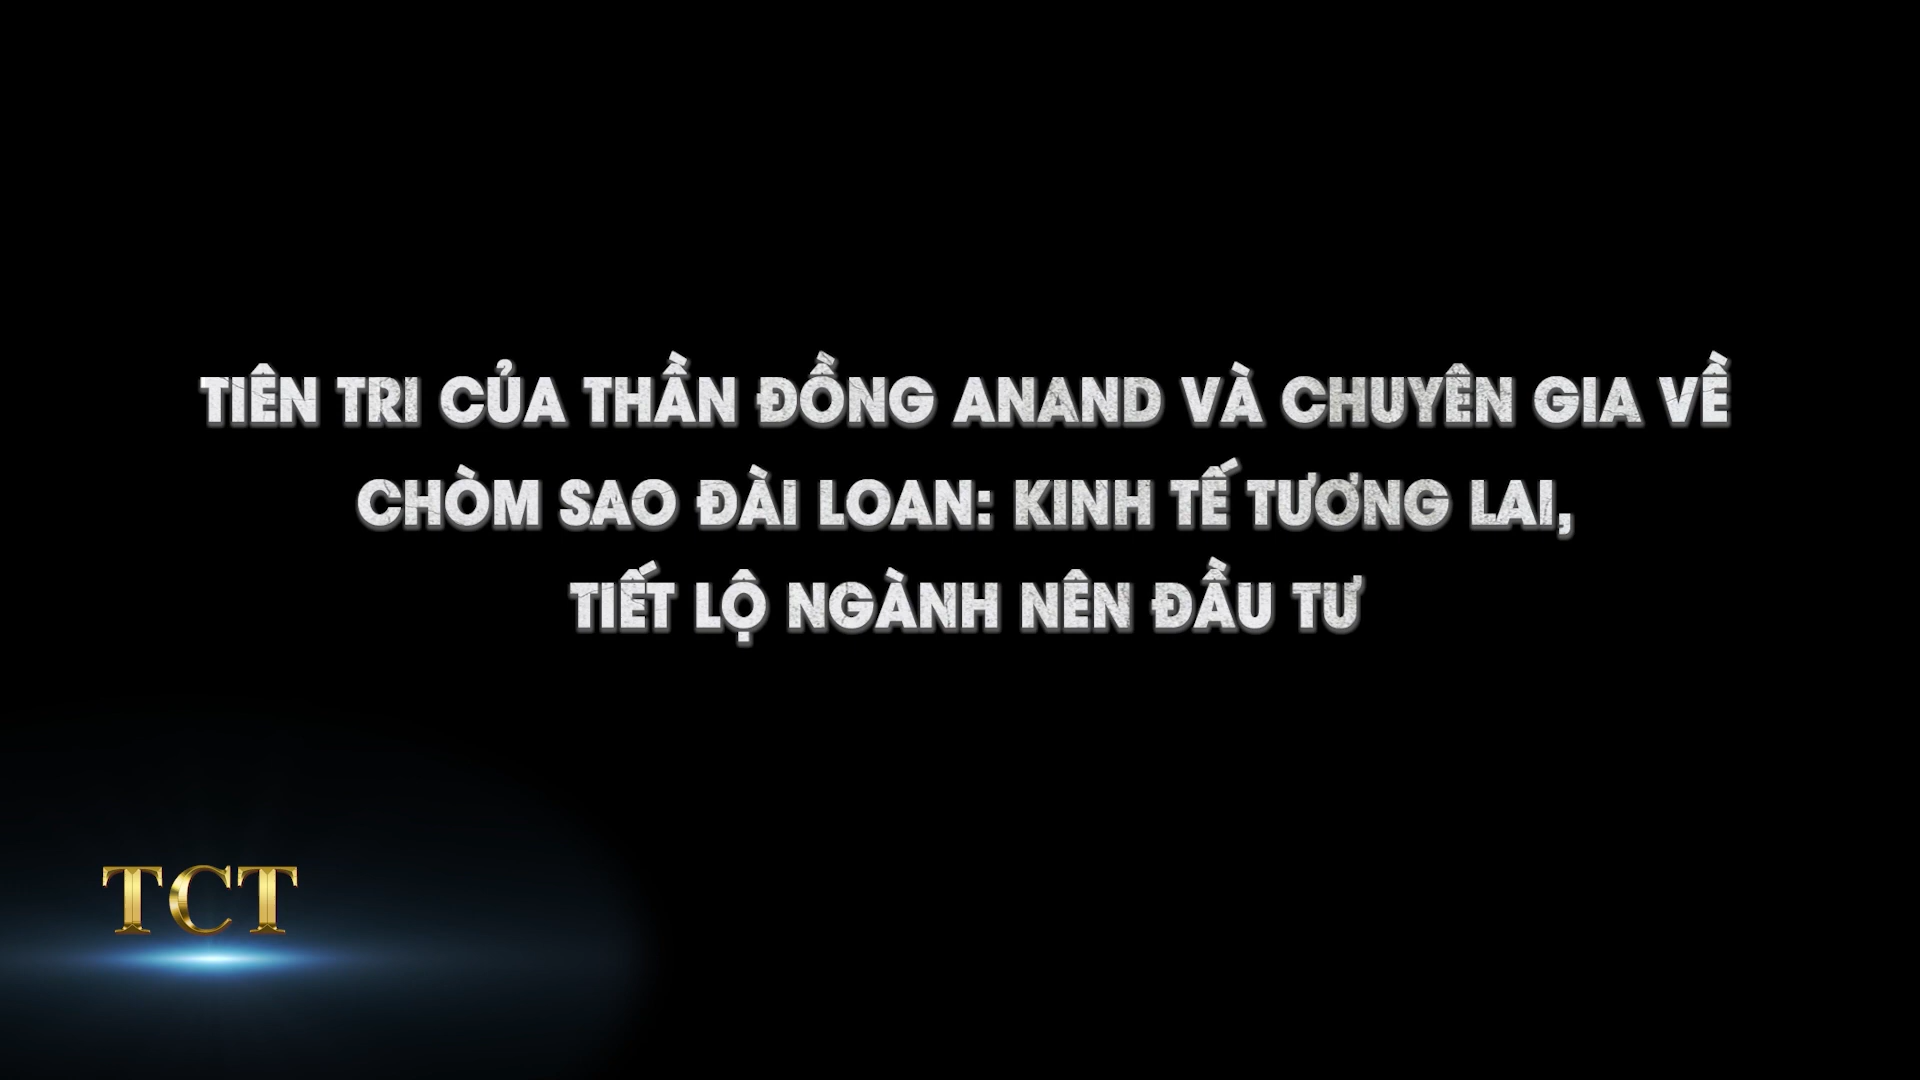 TIÊN TRI CỦA THẦN ĐỒNG ANAND VÀ CHUYÊN GIA VỀ
CHÒM SAO ĐÀI LOAN: KINH TẾ TƯƠNG LAI,
TIẾT LỘ NGÀNH NÊN ĐẦU TƯ
TCT